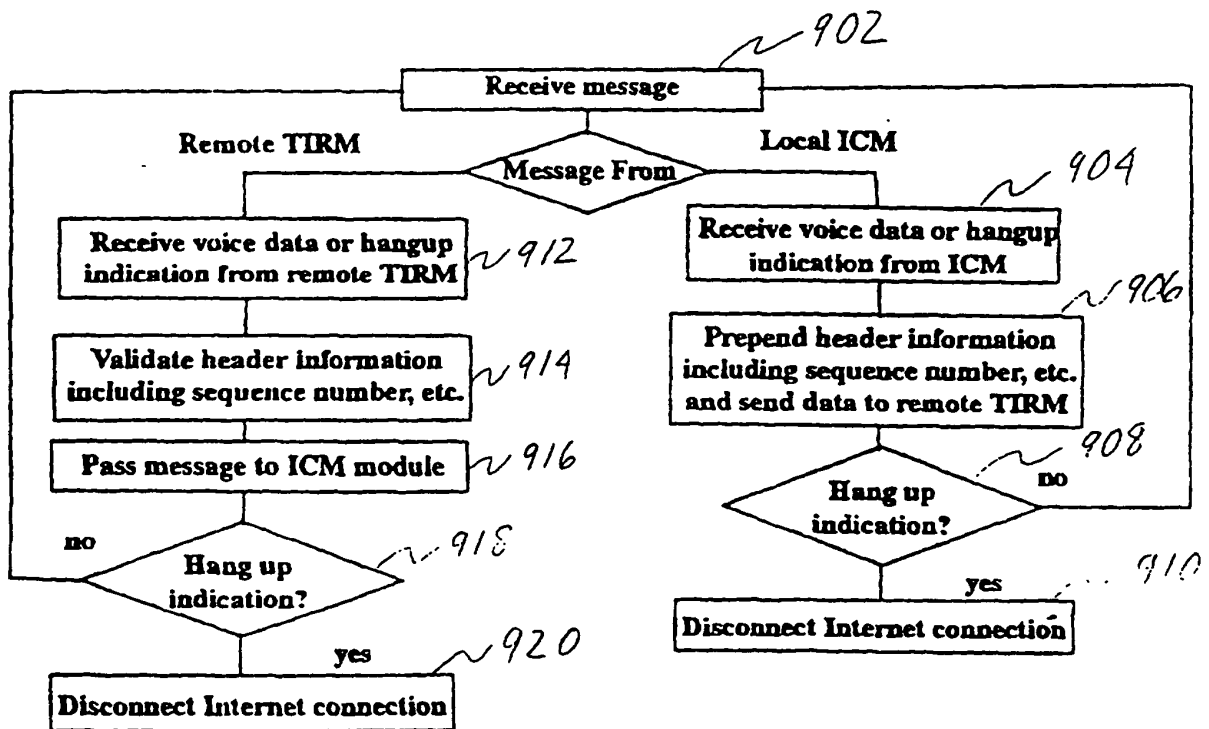 902
Receive message
Remote TIRM
Local ICM
Message From
904
Receive voice data or hangup
indication from remote TIRM
912
Receive voice data or hangup
indication from ICM
906
Validate header information
including sequence number, etc.
914
Prepend header information
including sequence number, etc.
and send data to remote TIRM
Pass message to ICM module
916
908
Hang up
indication?
no
no
Hang up
indication?
918
yes
910
Disconnect Internet connection
yes
920
Disconnect Internet connection